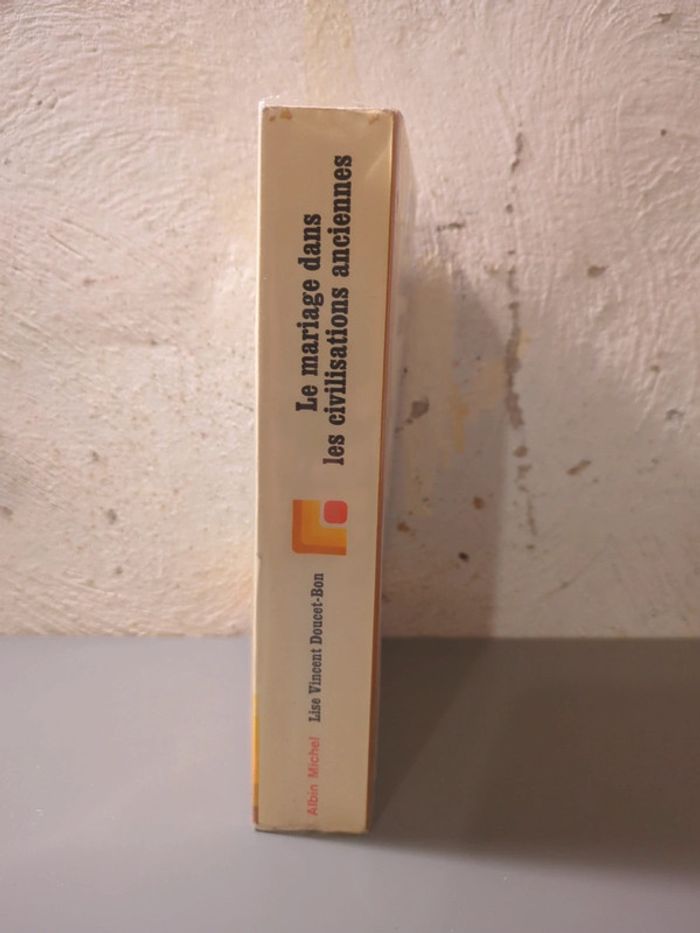 Le mariage dans
les civilisations anciennes
Lise Vincent Doucet-Bon
Albin Michel